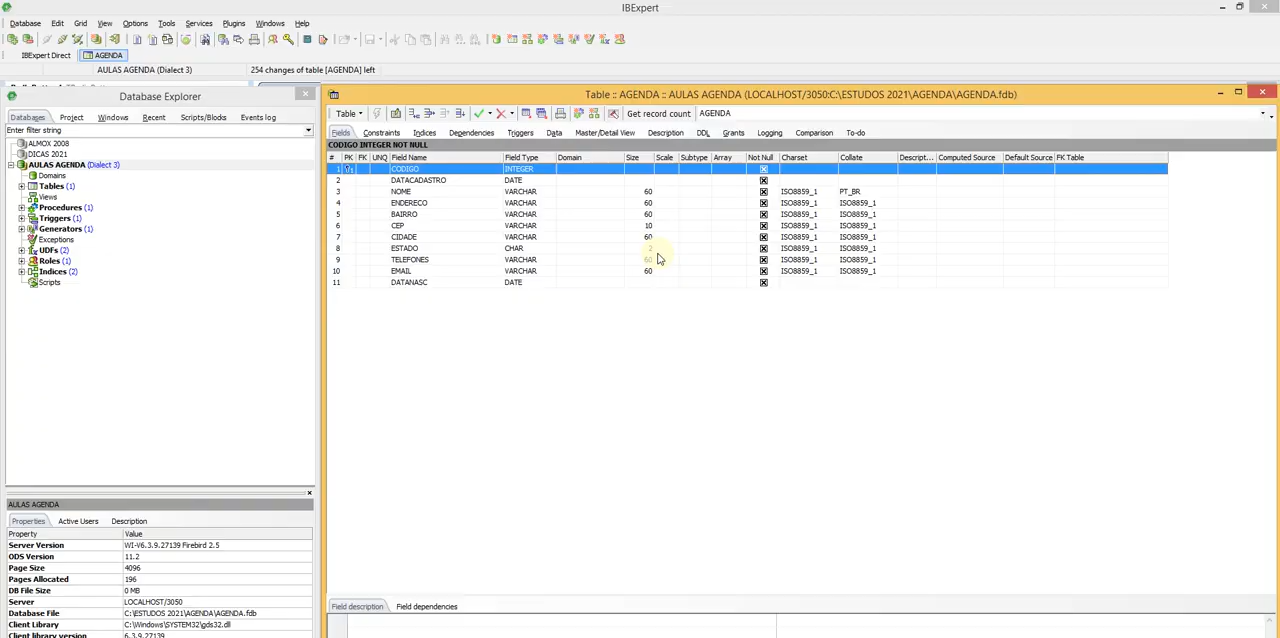 IBExpert
Database Edit Grid View Options Tools Services Plugins Windows Help
IBExpert Direct AGENDA
AULAS AGENDA (Dialect 3) 254 changes of table [AGENDA] left
Database Explorer
Databases Project Windows Recent Scripts/Blocks Events log
Enter filter string
ALMOX 2008
DICAS 2021
AULAS AGENDA (Dialect 3)
Domains
Tables (1)
Views
Procedures (1)
Triggers (1)
Generators (1)
Exceptions
UDFs (2)
Roles (1)
Indices (2)
Scripts
AULAS AGENDA
Properties Active Users Description
Property Value
Server Version WI-V6.3.9.27139 Firebird 2.5
ODS Version 11.2
Page Size 4096
Pages Allocated 196
DB File Size 0 MB
Server LOCALHOST/3050
Database File C:\ESTUDOS 2021\AGENDA\AGENDA.fdb
Client Library C:\Windows\SYSTEM32\gds32.dll
Client library version 6.3.9.27139
Table :: AGENDA :: AULAS AGENDA (LOCALHOST/3050:C:\ESTUDOS 2021\AGENDA\AGENDA.fdb)
Table Get record count AGENDA
Fields Constraints Indices Dependencies Triggers Data Master/Detail View Description DDL Grants Logging Comparison To-do
CODIGO INTEGER NOT NULL
# PK FK UNQ Field Name Field Type Domain Size Scale Subtype Array Not Null Charset Collate Descript... Computed Source Default Source FK Table
1 CODIGO INTEGER
2 DATACADASTRO DATE
3 NOME VARCHAR 60 ISO8859_1 PT_BR
4 ENDERECO VARCHAR 60 ISO8859_1 ISO8859_1
5 BAIRRO VARCHAR 60 ISO8859_1 ISO8859_1
6 CEP VARCHAR 10 ISO8859_1 ISO8859_1
7 CIDADE VARCHAR 60 ISO8859_1 ISO8859_1
8 ESTADO CHAR 2 ISO8859_1 ISO8859_1
9 TELEFONES VARCHAR 60 ISO8859_1 ISO8859_1
10 EMAIL VARCHAR 60 ISO8859_1 ISO8859_1
11 DATANASC DATE
Field description Field dependencies